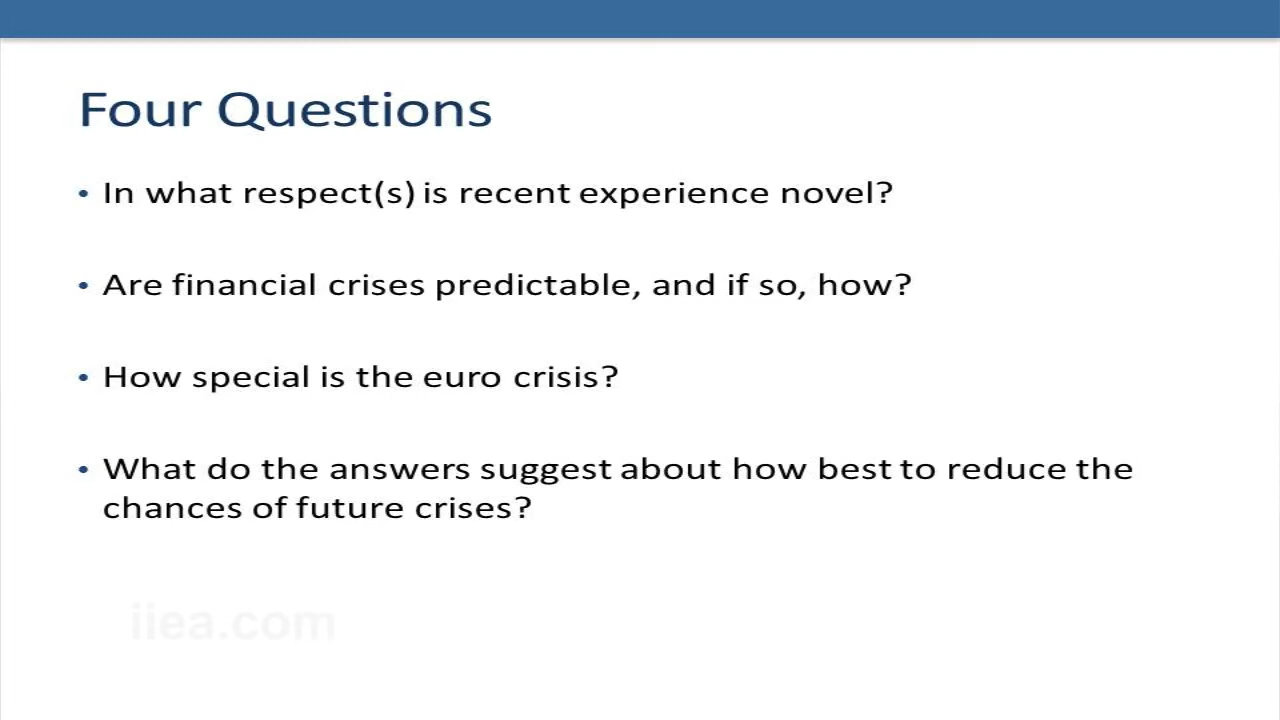 Four Questions
• In what respect(s) is recent experience novel?
• Are financial crises predictable, and if so, how?
• How special is the euro crisis?
• What do the answers suggest about how best to reduce the
chances of future crises?
iiea.com